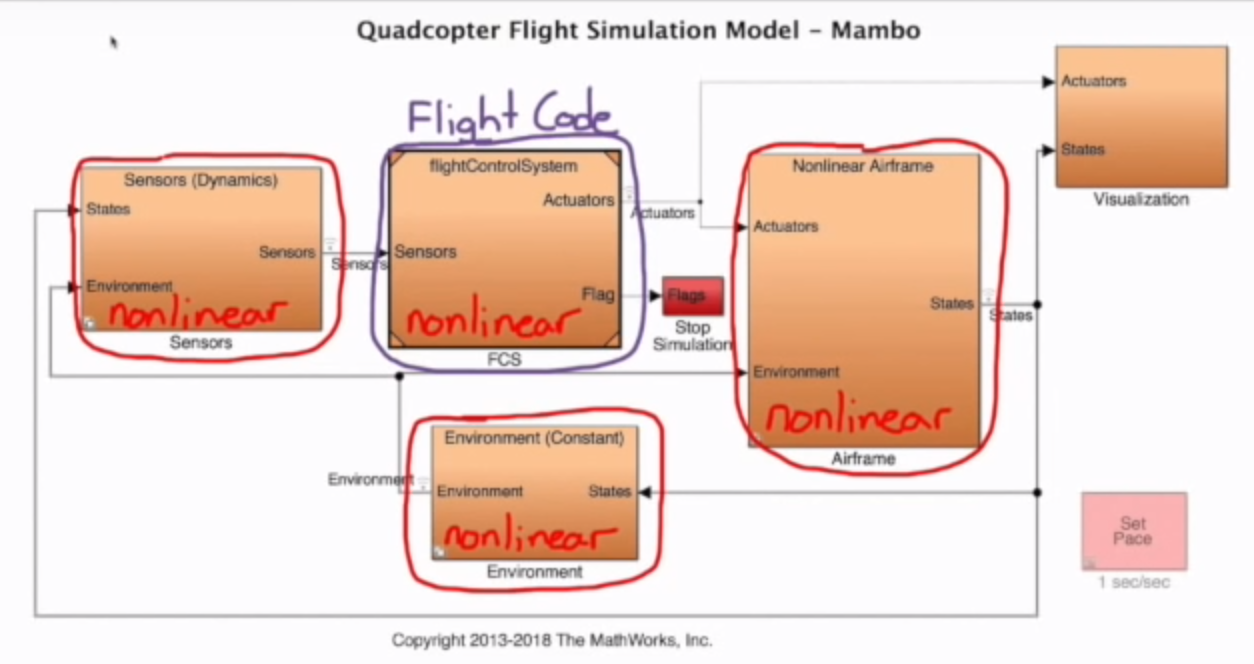 Quadcopter Flight Simulation Model - Mambo
Flight Code
Sensors (Dynamics)
States
Sensors
Environment
nonlinear
Sensors
Sensors
flightControlSystem
Actuators
Sensors
Flag
nonlinear
FCS
Actuators
Flags
Stop
Simulation
Nonlinear Airframe
Actuators
States
Environment
nonlinear
Airframe
States
Actuators
States
Visualization
Environment (Constant)
Environment
Environment
States
nonlinear
Environment
Set
Pace
1 sec/sec
Copyright 2013-2018 The MathWorks, Inc.